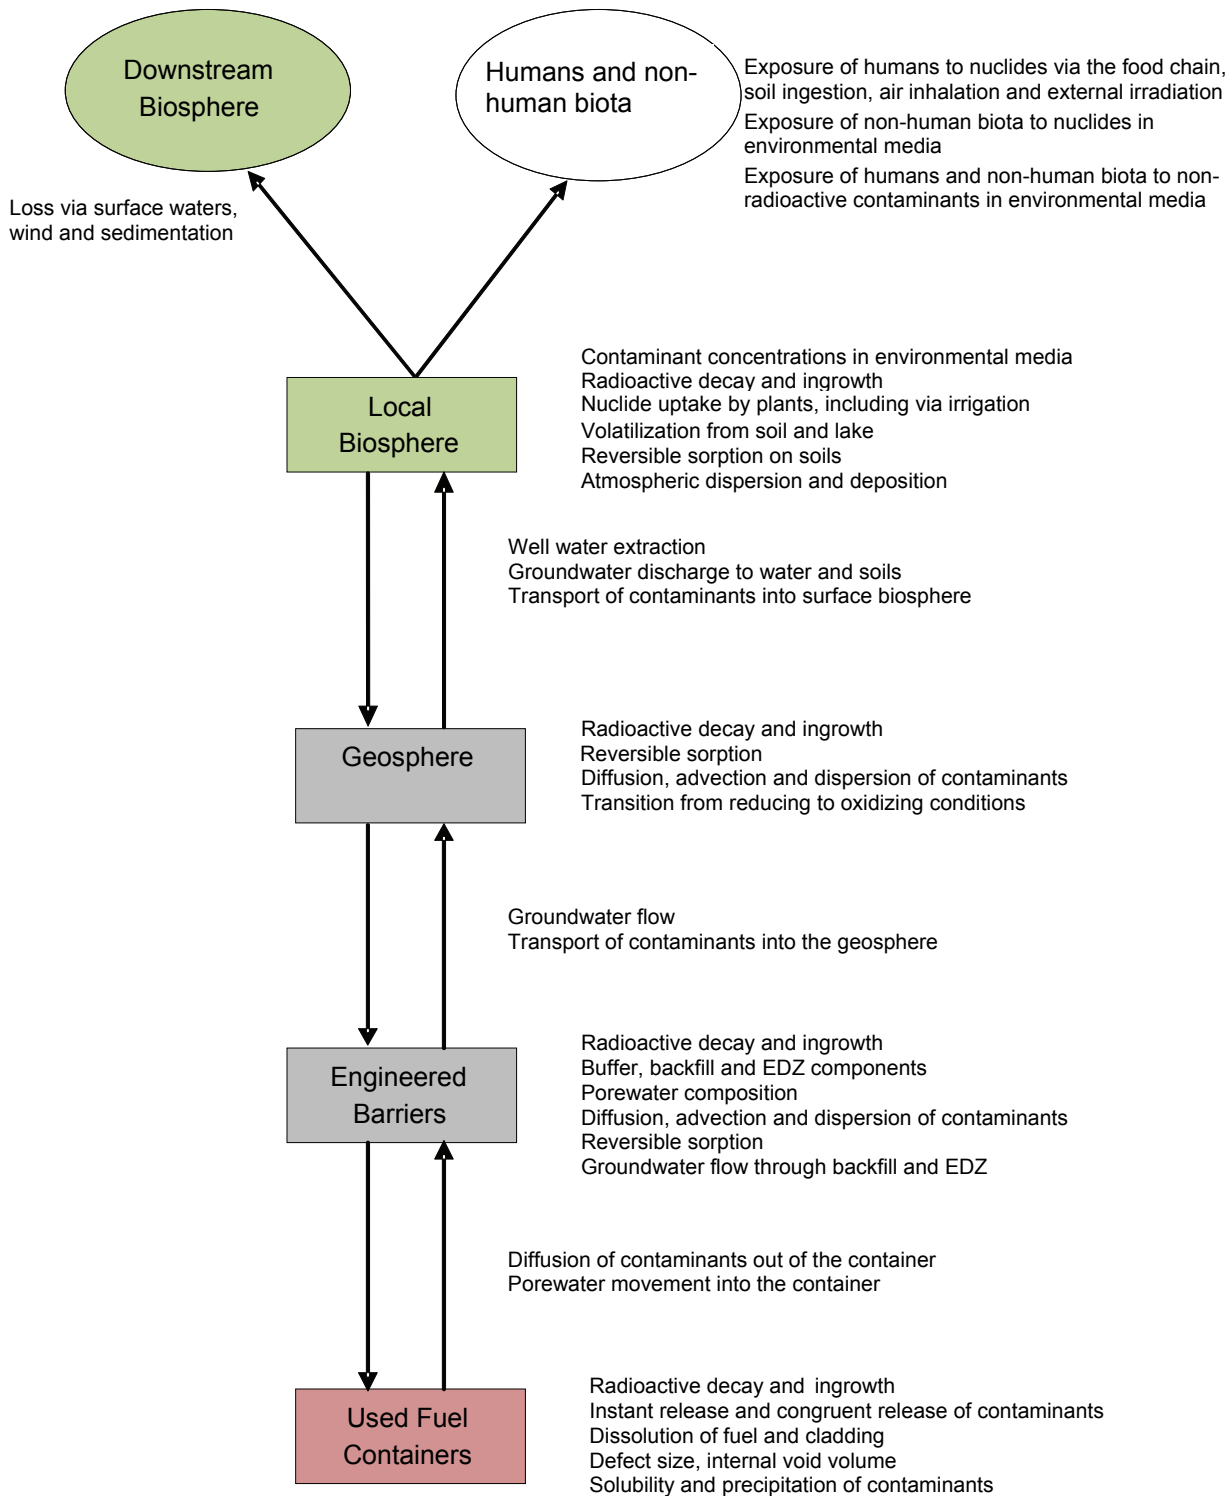 Downstream
Biosphere
Humans and non-
human biota
Exposure of humans to nuclides via the food chain,
soil ingestion, air inhalation and external irradiation
Exposure of non-human biota to nuclides in
environmental media
Exposure of humans and non-human biota to non-
radioactive contaminants in environmental media
Loss via surface waters,
wind and sedimentation
Local
Biosphere
Contaminant concentrations in environmental media
Radioactive decay and ingrowth
Nuclide uptake by plants, including via irrigation
Volatilization from soil and lake
Reversible sorption on soils
Atmospheric dispersion and deposition
Well water extraction
Groundwater discharge to water and soils
Transport of contaminants into surface biosphere
Geosphere
Radioactive decay and ingrowth
Reversible sorption
Diffusion, advection and dispersion of contaminants
Transition from reducing to oxidizing conditions
Groundwater flow
Transport of contaminants into the geosphere
Engineered
Barriers
Radioactive decay and ingrowth
Buffer, backfill and EDZ components
Porewater composition
Diffusion, advection and dispersion of contaminants
Reversible sorption
Groundwater flow through backfill and EDZ
Diffusion of contaminants out of the container
Porewater movement into the container
Used Fuel
Containers
Radioactive decay and ingrowth
Instant release and congruent release of contaminants
Dissolution of fuel and cladding
Defect size, internal void volume
Solubility and precipitation of contaminants